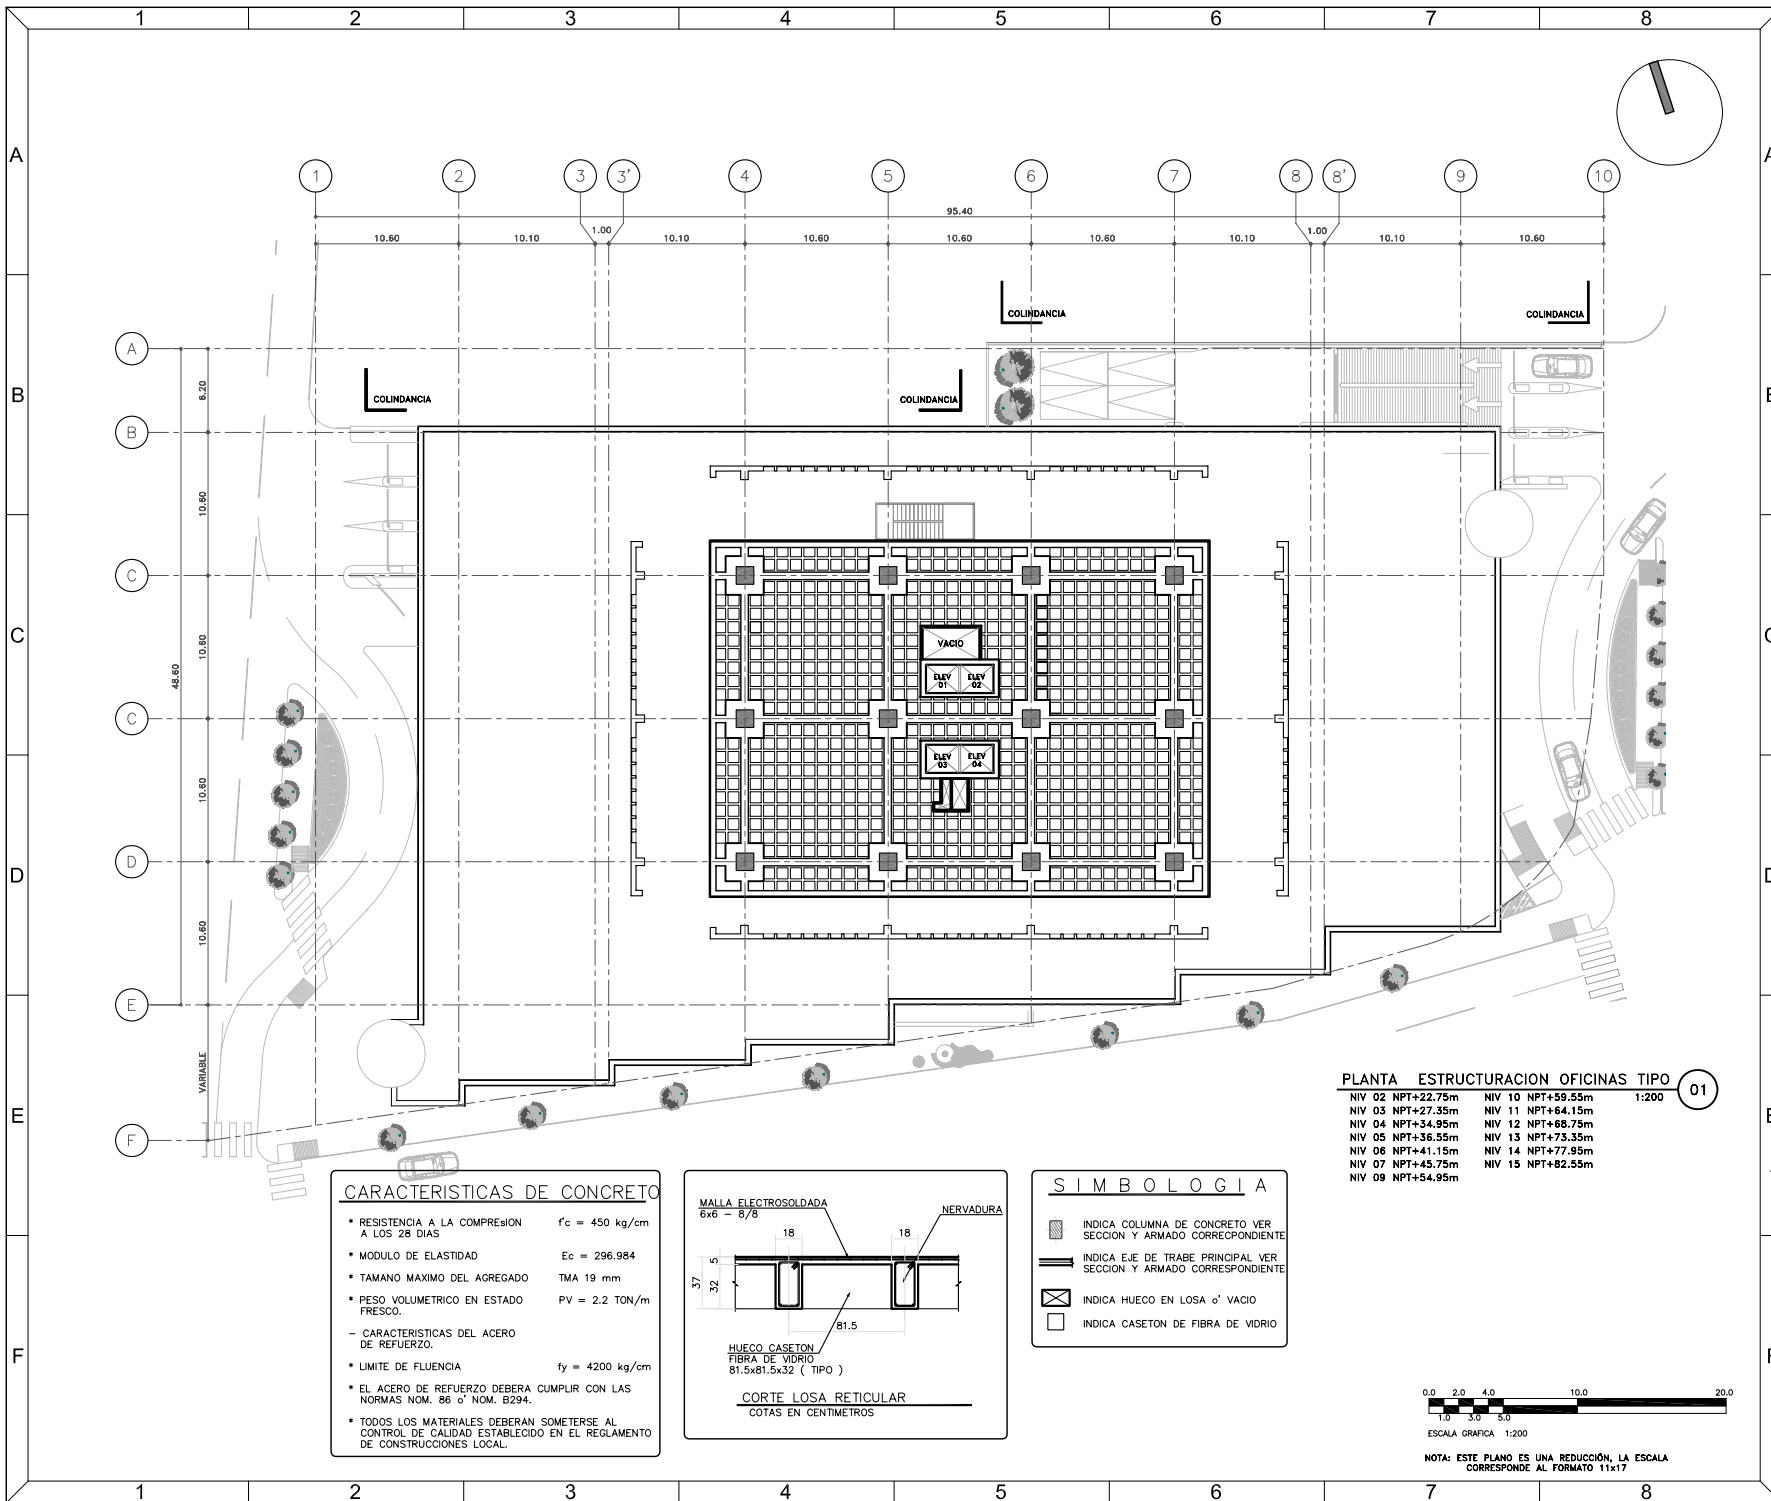 1 2 3 4 5 6 7 8
A
1 2 3 3' 4 5 6 7 8 8' 9 10
95.40
10.60 10.10 1.00 10.10 10.60 10.60 10.60 10.10 1.00 10.10 10.60
COLINDANCIA COLINDANCIA
A
B
6.20
COLINDANCIA COLINDANCIA
B
10.60
C
C
10.60
VACIO
48.60
ELEV
01
ELEV
02
C
ELEV
03
ELEV
04
10.60
D
D
10.60
E
VARIABLE
E
F
PLANTA ESTRUCTURACION OFICINAS TIPO 01
1:200
NIV 02 NPT+22.75m NIV 10 NPT+59.55m
NIV 03 NPT+27.35m NIV 11 NPT+64.15m
NIV 04 NPT+34.95m NIV 12 NPT+68.75m
NIV 05 NPT+36.55m NIV 13 NPT+73.35m
NIV 06 NPT+41.15m NIV 14 NPT+77.95m
NIV 07 NPT+45.75m NIV 15 NPT+82.55m
NIV 09 NPT+54.95m
CARACTERISTICAS DE CONCRETO
* RESISTENCIA A LA COMPRESION f'c = 450 kg/cm
A LOS 28 DIAS
* MODULO DE ELASTIDAD Ec = 296.984
* TAMANO MAXIMO DEL AGREGADO TMA 19 mm
* PESO VOLUMETRICO EN ESTADO PV = 2.2 TON/m
FRESCO.
- CARACTERISTICAS DEL ACERO
DE REFUERZO.
* LIMITE DE FLUENCIA fy = 4200 kg/cm
* EL ACERO DE REFUERZO DEBERA CUMPLIR CON LAS
NORMAS NOM. 86 o' NOM. B294.
* TODOS LOS MATERIALES DEBERAN SOMETERSE AL
CONTROL DE CALIDAD ESTABLECIDO EN EL REGLAMENTO
DE CONSTRUCCIONES LOCAL.
MALLA ELECTROSOLDADA
6x6 - 8/8
NERVADURA
18 18
5
37
32
81.5
HUECO CASETON
FIBRA DE VIDRIO
81.5x81.5x32 ( TIPO )
CORTE LOSA RETICULAR
COTAS EN CENTIMETROS
SIMBOLOGIA
INDICA COLUMNA DE CONCRETO VER
SECCION Y ARMADO CORRECPONDIENTE
INDICA EJE DE TRABE PRINCIPAL VER
SECCION Y ARMADO CORRESPONDIENTE
INDICA HUECO EN LOSA o' VACIO
INDICA CASETON DE FIBRA DE VIDRIO
F
0.0 2.0 4.0 10.0 20.0
1.0 3.0 5.0
ESCALA GRAFICA 1:200
NOTA: ESTE PLANO ES UNA REDUCCIÓN, LA ESCALA
CORRESPONDE AL FORMATO 11x17
1 2 3 4 5 6 7 8